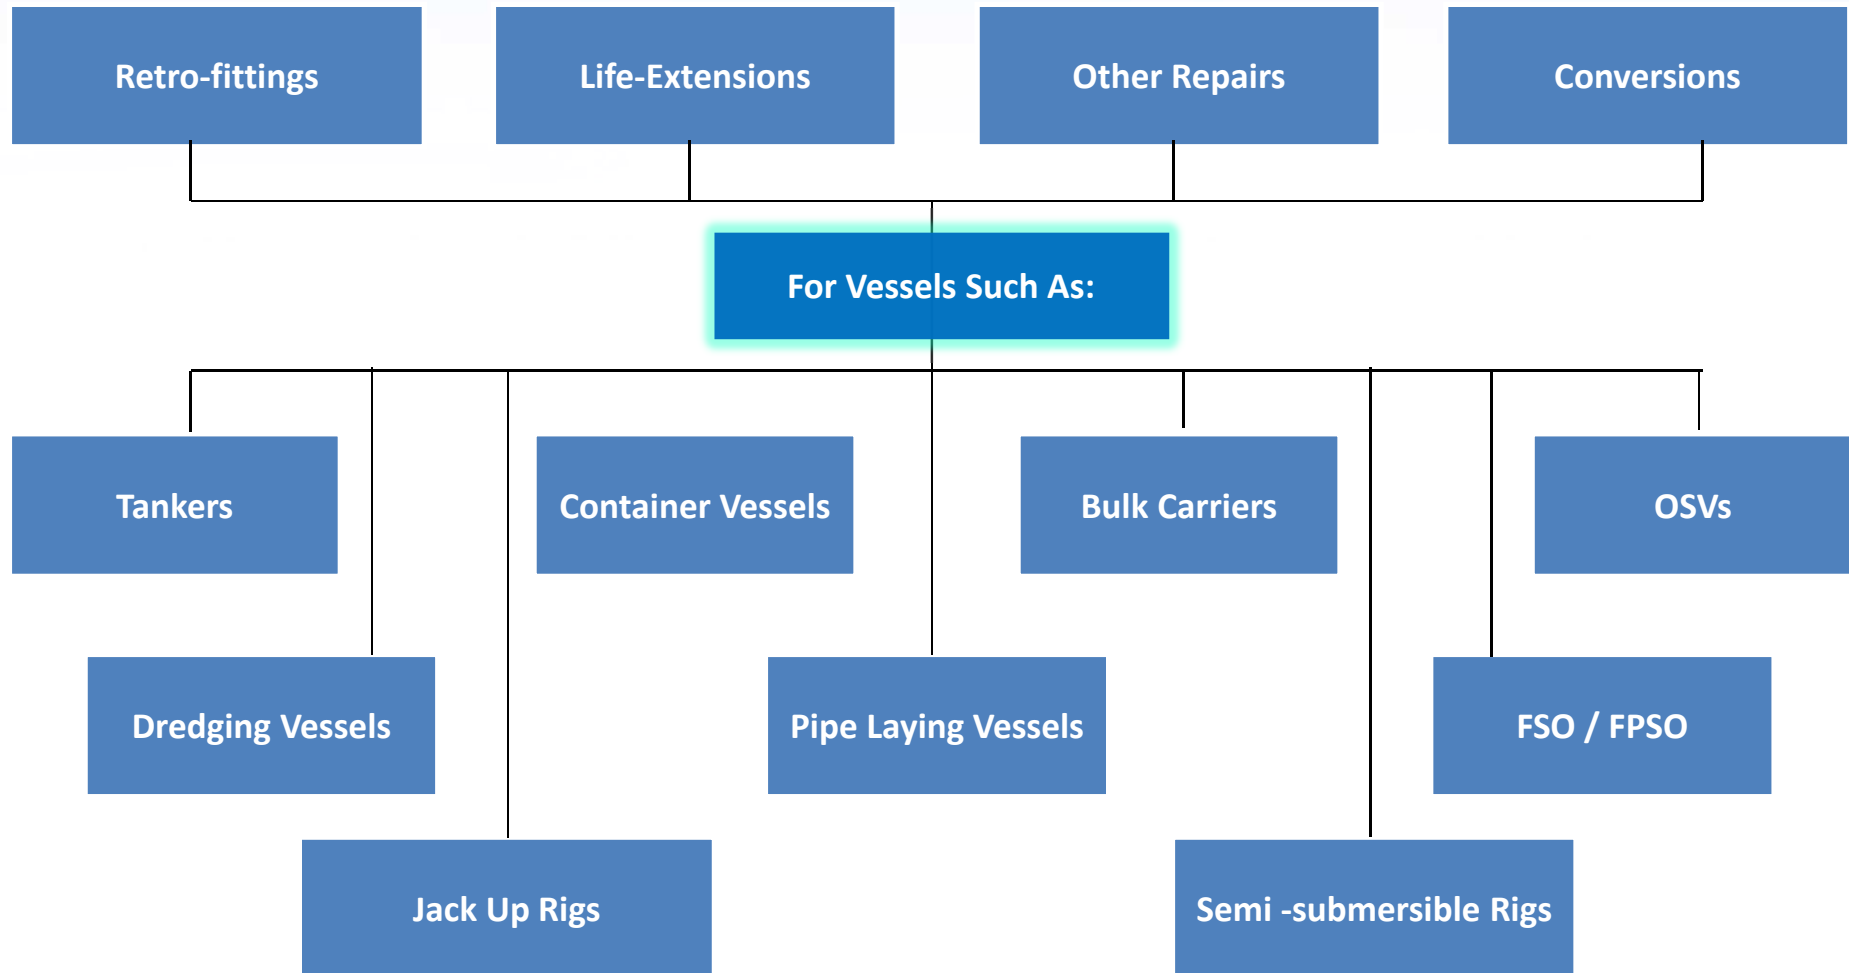 Retro-fittings
Life-Extensions
Other Repairs
Conversions
For Vessels Such As:
Tankers
Container Vessels
Bulk Carriers
OSVs
Dredging Vessels
Pipe Laying Vessels
FSO / FPSO
Jack Up Rigs
Semi -submersible Rigs